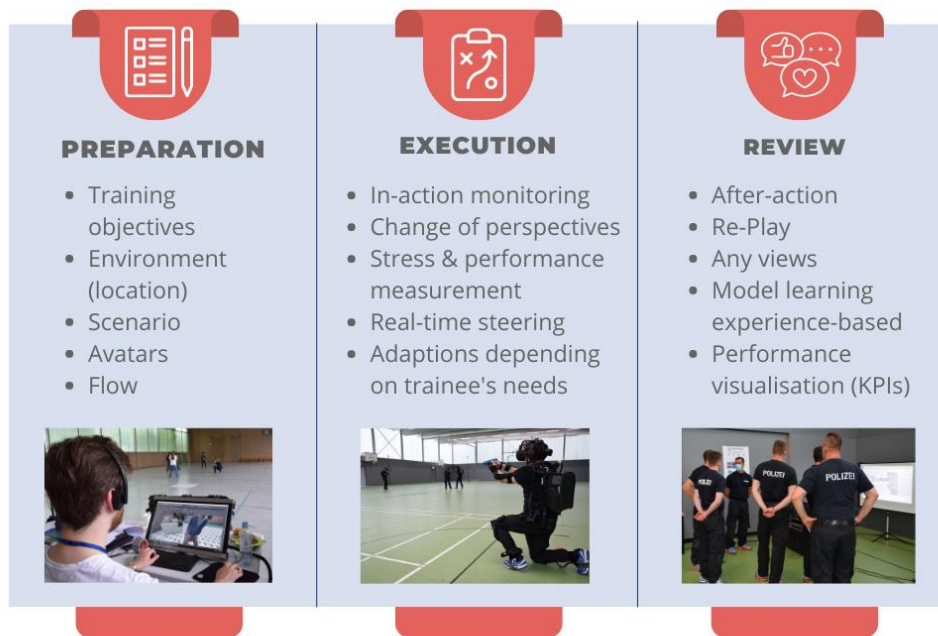 PREPARATION
• Training
objectives
• Environment
(location)
• Scenario
• Avatars
• Flow
EXECUTION
• In-action monitoring
• Change of perspectives
• Stress & performance
measurement
• Real-time steering
• Adaptions depending
on trainee's needs
REVIEW
• After-action
• Re-Play
• Any views
• Model learning
experience-based
• Performance
visualisation (KPIs)
POLIZEI
POLIZEI
POLIZEI